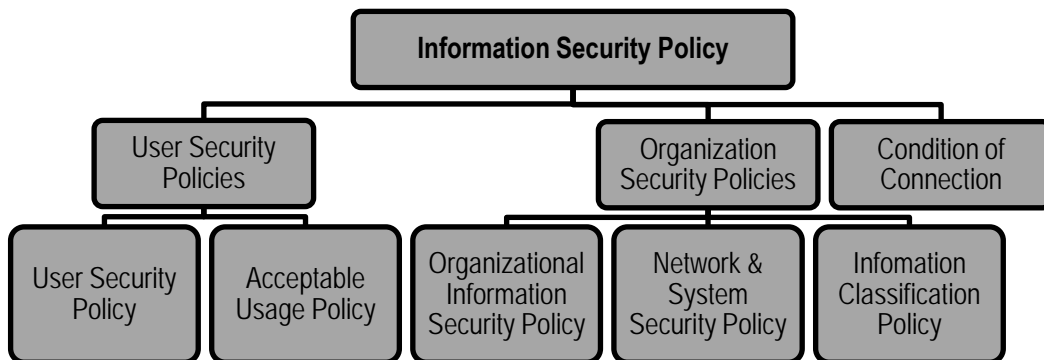 Information Security Policy
User Security
Policies
Organization
Security Policies
Condition of
Connection
User Security
Policy
Acceptable
Usage Policy
Organizational
Information
Security Policy
Network &
System
Security Policy
Infomation
Classification
Policy